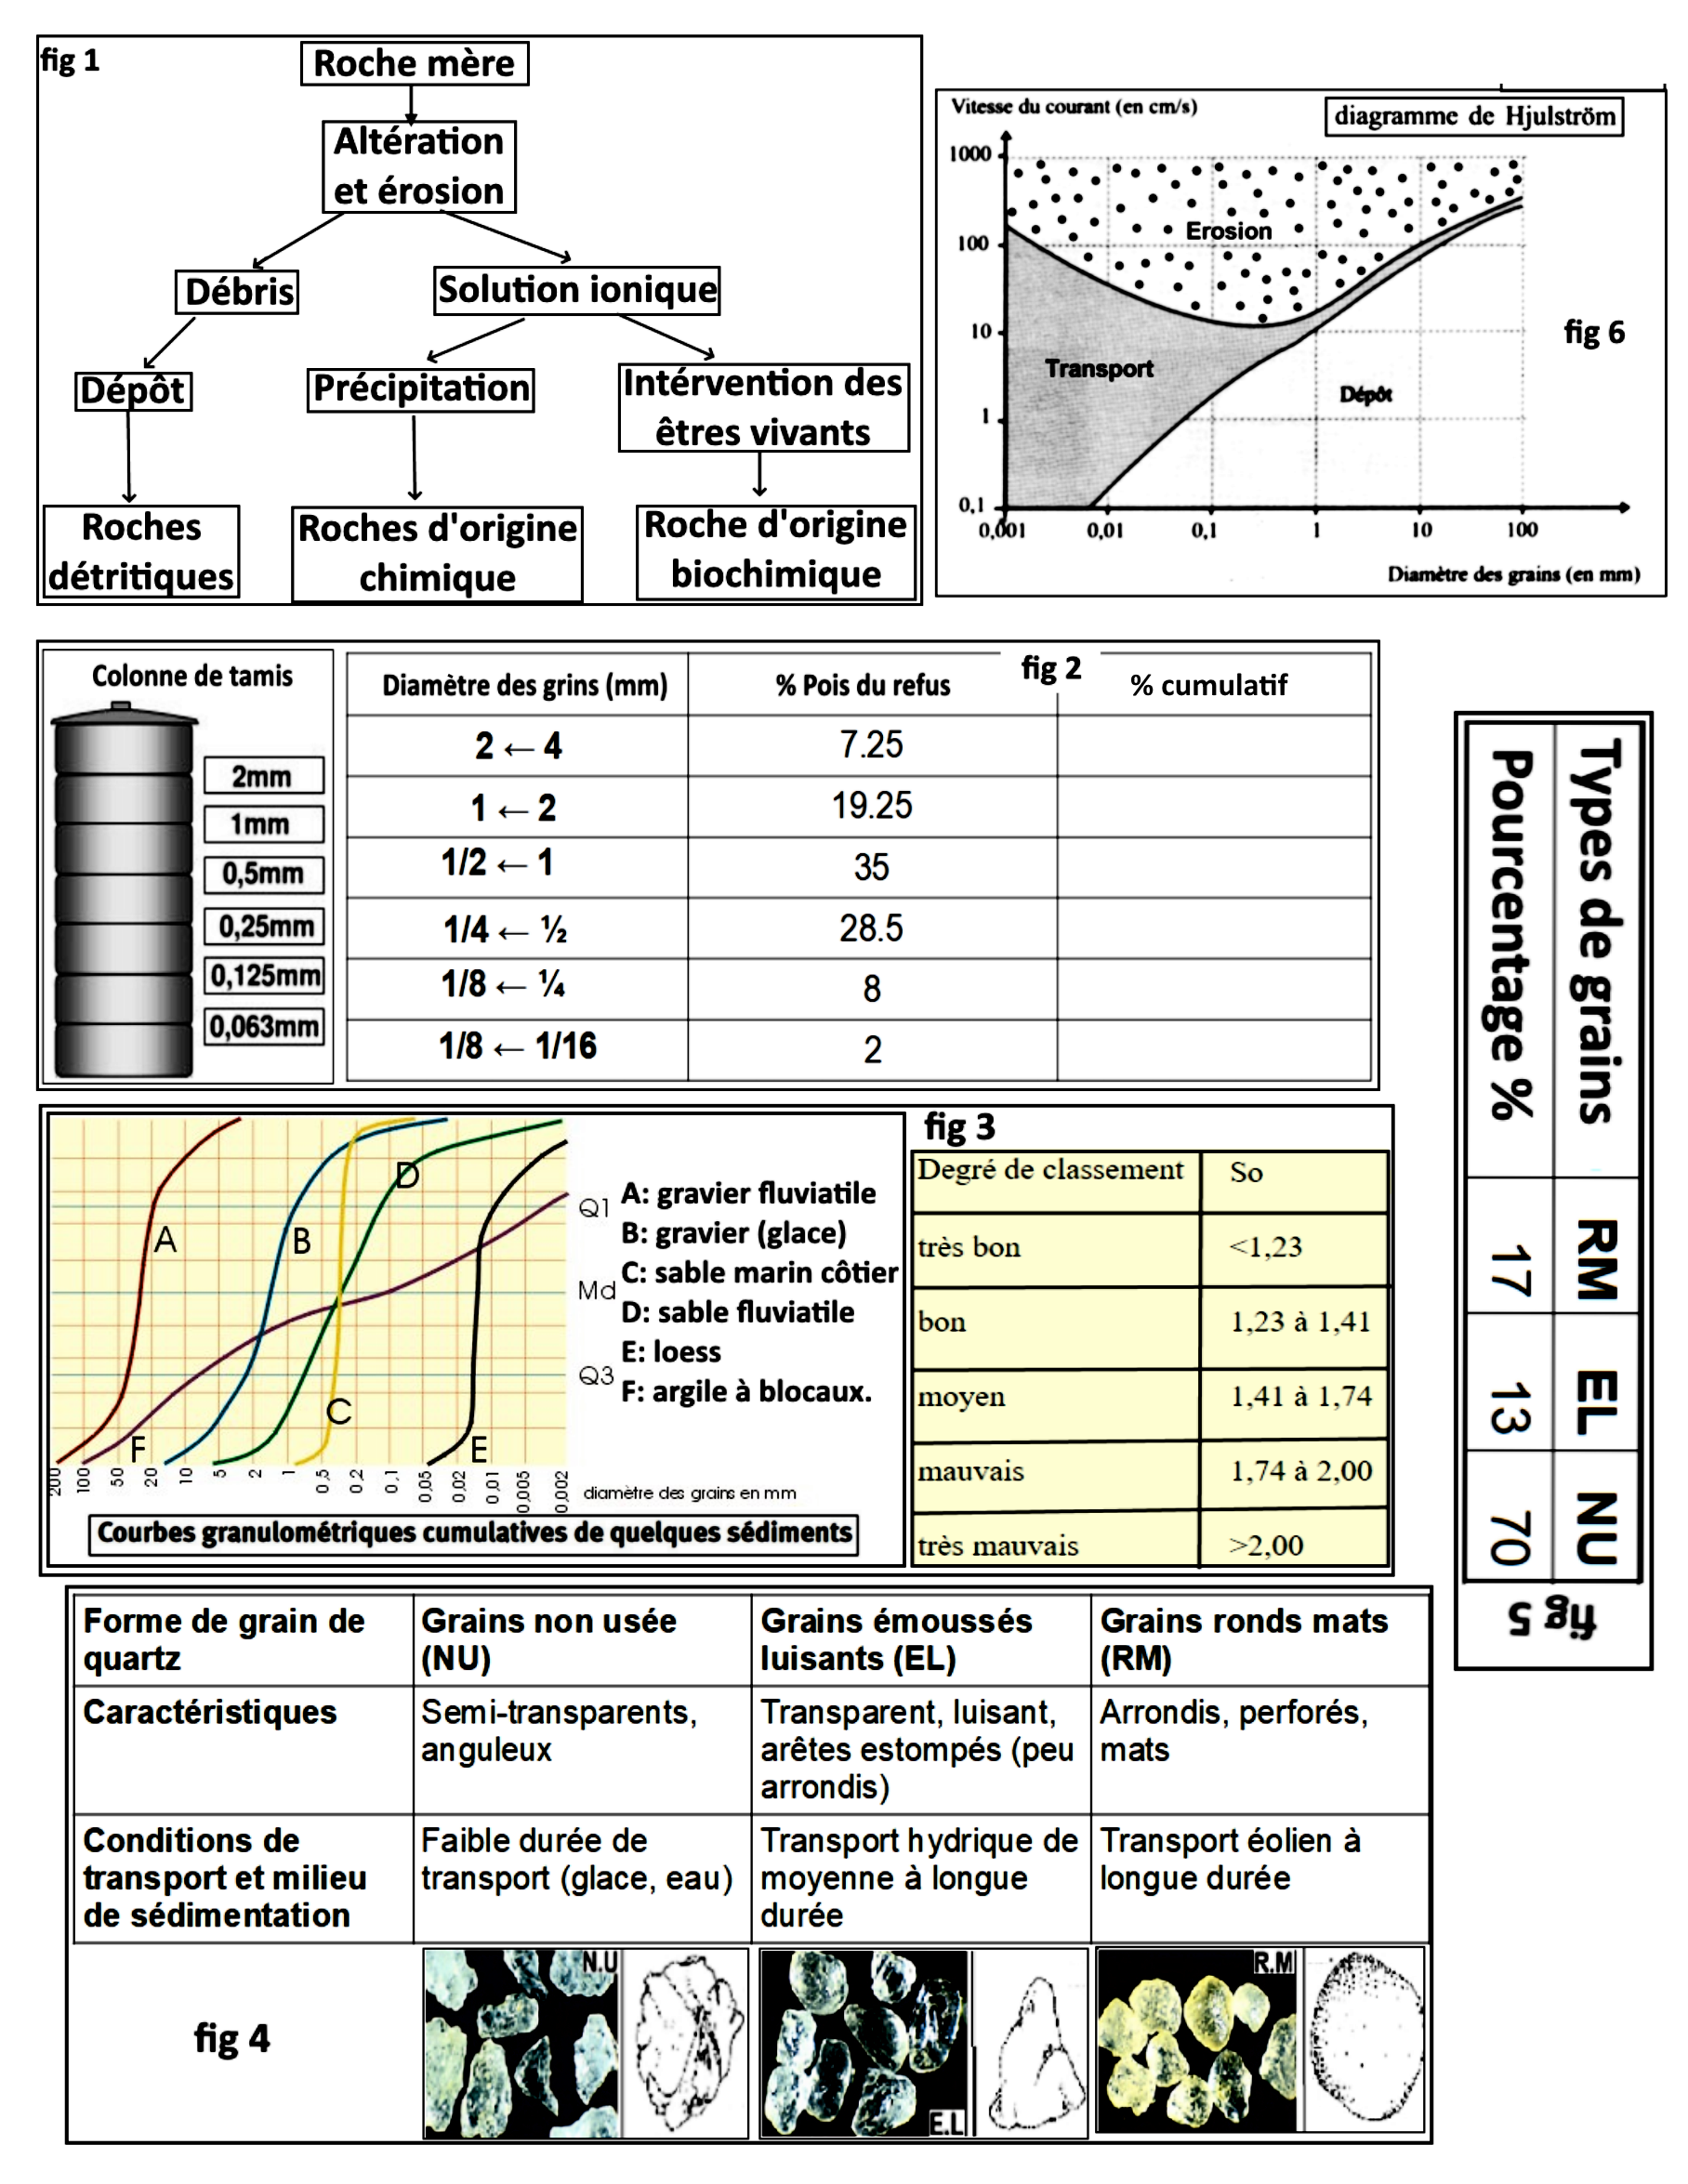 fig 1
Roche mère
Altération
et érosion
Débris
Solution ionique
Dépôt
Précipitation
Intérvention des
êtres vivants
Roches
détritiques
Roches d'origine
chimique
Roche d'origine
biochimique
Vitesse du courant (en cm/s)
diagramme de Hjulström
1000
100
10
1
0,1
Erosion
Transport
Dépôt
fig 6
0,001 0,01 0,1 1 10 100
Diamètre des grains (en mm)
Colonne de tamis
2mm
1mm
0,5mm
0,25mm
0,125mm
0,063mm
fig 2
Diamètre des grins (mm) % Pois du refus % cumulatif
2 ← 4 7.25
1 ← 2 19.25
1/2 ← 1 35
1/4 ← ½ 28.5
1/8 ← ¼ 8
1/8 ← 1/16 2
Types de grains RM EL NU
Pourcentage % 17 13 70
fig 5
A
B
C
D
E
F
Q1
Md
Q3
A: gravier fluviatile
B: gravier (glace)
C: sable marin côtier
D: sable fluviatile
E: loess
F: argile à blocaux.
200 100 50 20 10 5 2 1 0,5 0,2 0,1 0,05 0,02 0,01 0,005 0,002
diamètre des grains en mm
Courbes granulométriques cumulatives de quelques sédiments
fig 3
Degré de classement So
très bon <1,23
bon 1,23 à 1,41
moyen 1,41 à 1,74
mauvais 1,74 à 2,00
très mauvais >2,00
Forme de grain de
quartz
Grains non usée
(NU)
Grains émoussés
luisants (EL)
Grains ronds mats
(RM)
Caractéristiques
Semi-transparents,
anguleux
Transparent, luisant,
arêtes estompés (peu
arrondis)
Arrondis, perforés,
mats
Conditions de
transport et milieu
de sédimentation
Faible durée de
transport (glace, eau)
Transport hydrique de
moyenne à longue
durée
Transport éolien à
longue durée
fig 4
N.U
E.L
R.M